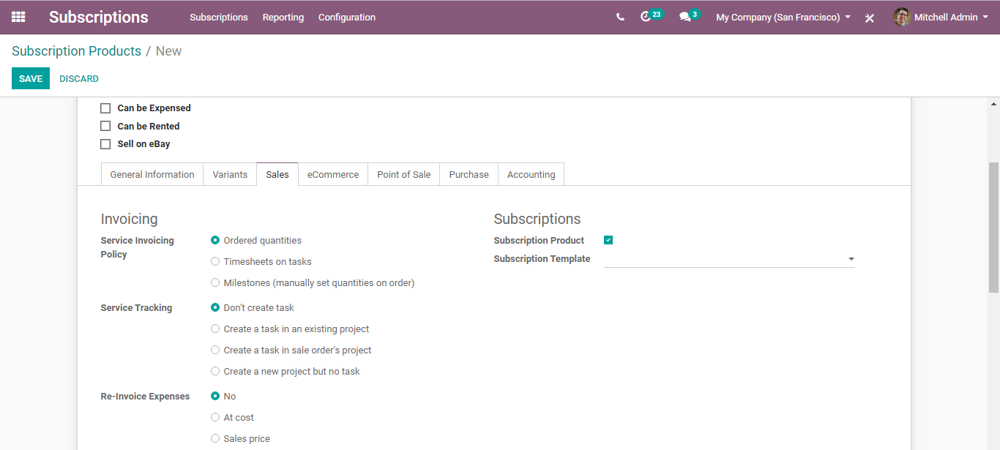 Subscriptions Subscriptions Reporting Configuration 23 3 My Company (San Francisco) Mitchell Admin
Subscription Products / New
SAVE DISCARD
Can be Expensed
Can be Rented
Sell on eBay
General Information Variants Sales eCommerce Point of Sale Purchase Accounting
Invoicing Subscriptions
Service Invoicing Policy Ordered quantities Subscription Product
Timesheets on tasks Subscription Template
Milestones (manually set quantities on order)
Service Tracking Don't create task
Create a task in an existing project
Create a task in sale order's project
Create a new project but no task
Re-Invoice Expenses No
At cost
Sales price